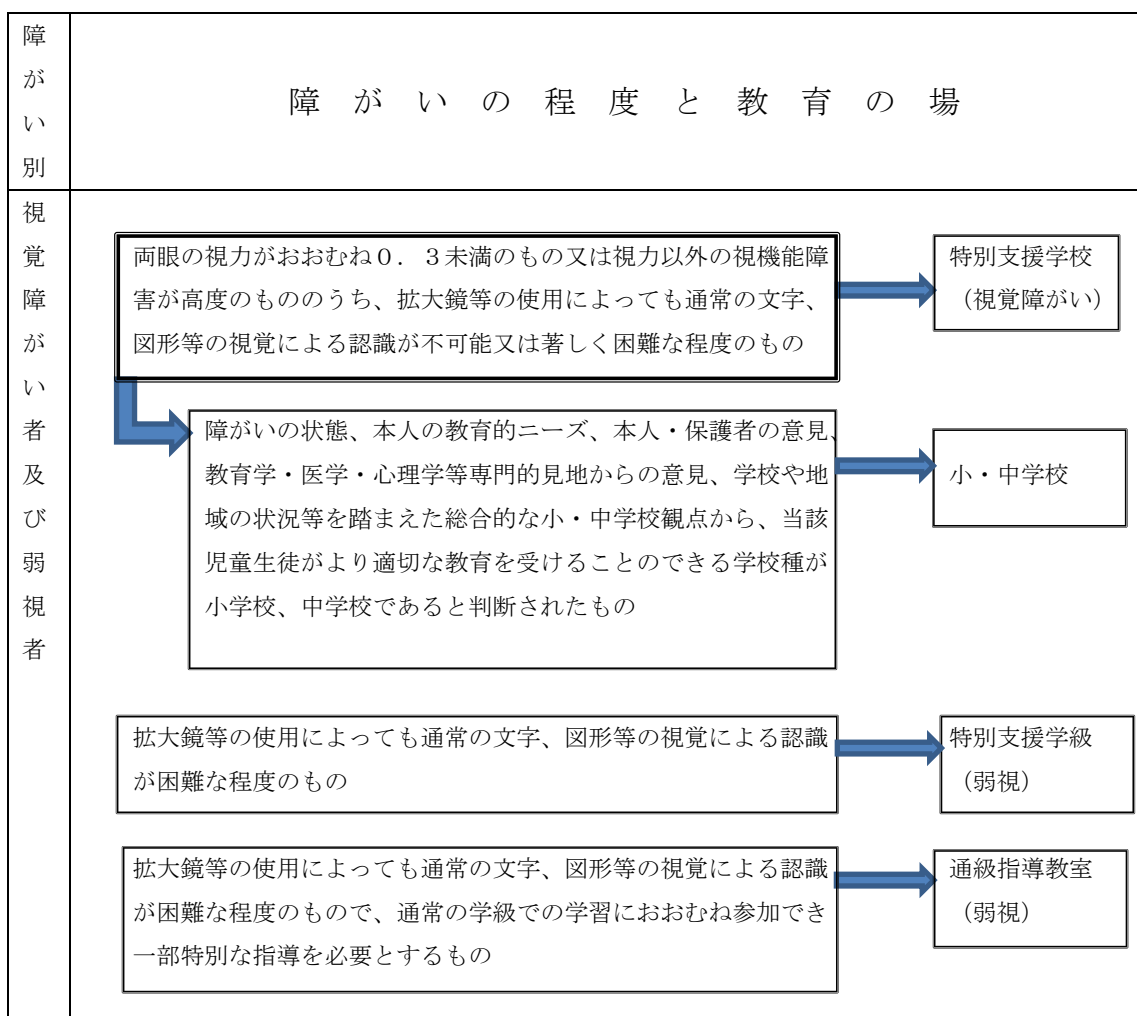 障がい別
障がいの程度と教育の場
視覚障がい者及び弱視者
両眼の視力がおおむね０．３未満のもの又は視力以外の視機能障
害が高度のもののうち、拡大鏡等の使用によっても通常の文字、
図形等の視覚による認識が不可能又は著しく困難な程度のもの
特別支援学校
（視覚障がい）
障がいの状態、本人の教育的ニーズ、本人・保護者の意見、
教育学・医学・心理学等専門的見地からの意見、学校や地
域の状況等を踏まえた総合的な小・中学校観点から、当該
児童生徒がより適切な教育を受けることのできる学校種が
小学校、中学校であると判断されたもの
小・中学校
拡大鏡等の使用によっても通常の文字、図形等の視覚による認識
が困難な程度のもの
特別支援学級
（弱視）
拡大鏡等の使用によっても通常の文字、図形等の視覚による認識
が困難な程度のもので、通常の学級での学習におおむね参加でき
一部特別な指導を必要とするもの
通級指導教室
（弱視）